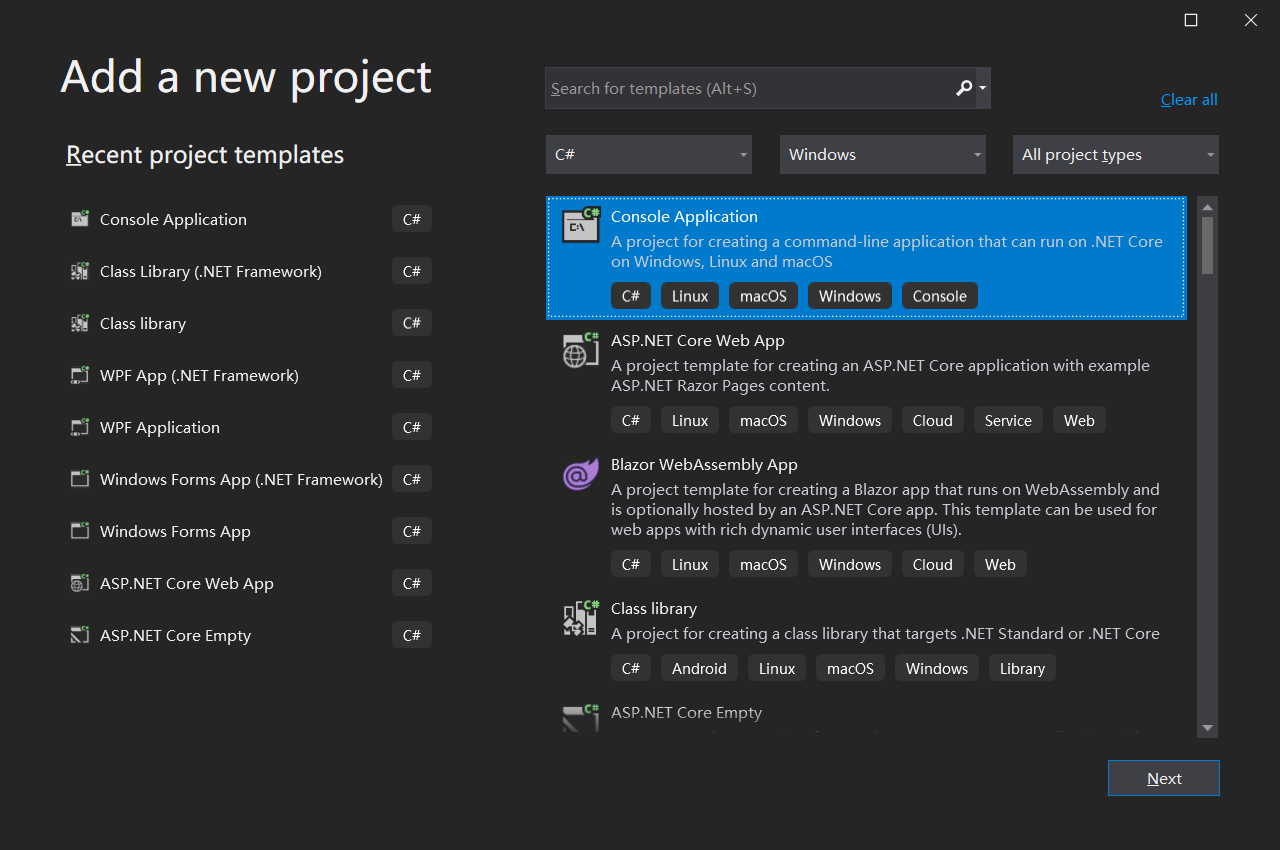 Add a new project
Search for templates (Alt+S)
Clear all
Recent project templates
C#
Windows
All project types
Console Application C#
Class Library (.NET Framework) C#
Class library C#
WPF App (.NET Framework) C#
WPF Application C#
Windows Forms App (.NET Framework) C#
Windows Forms App C#
ASP.NET Core Web App C#
ASP.NET Core Empty C#
Console Application
A project for creating a command-line application that can run on .NET Core
on Windows, Linux and macOS
C# Linux macOS Windows Console
ASP.NET Core Web App
A project template for creating an ASP.NET Core application with example
ASP.NET Razor Pages content.
C# Linux macOS Windows Cloud Service Web
Blazor WebAssembly App
A project template for creating a Blazor app that runs on WebAssembly and
is optionally hosted by an ASP.NET Core app. This template can be used for
web apps with rich dynamic user interfaces (UIs).
C# Linux macOS Windows Cloud Web
Class library
A project for creating a class library that targets .NET Standard or .NET Core
C# Android Linux macOS Windows Library
ASP.NET Core Empty
Next